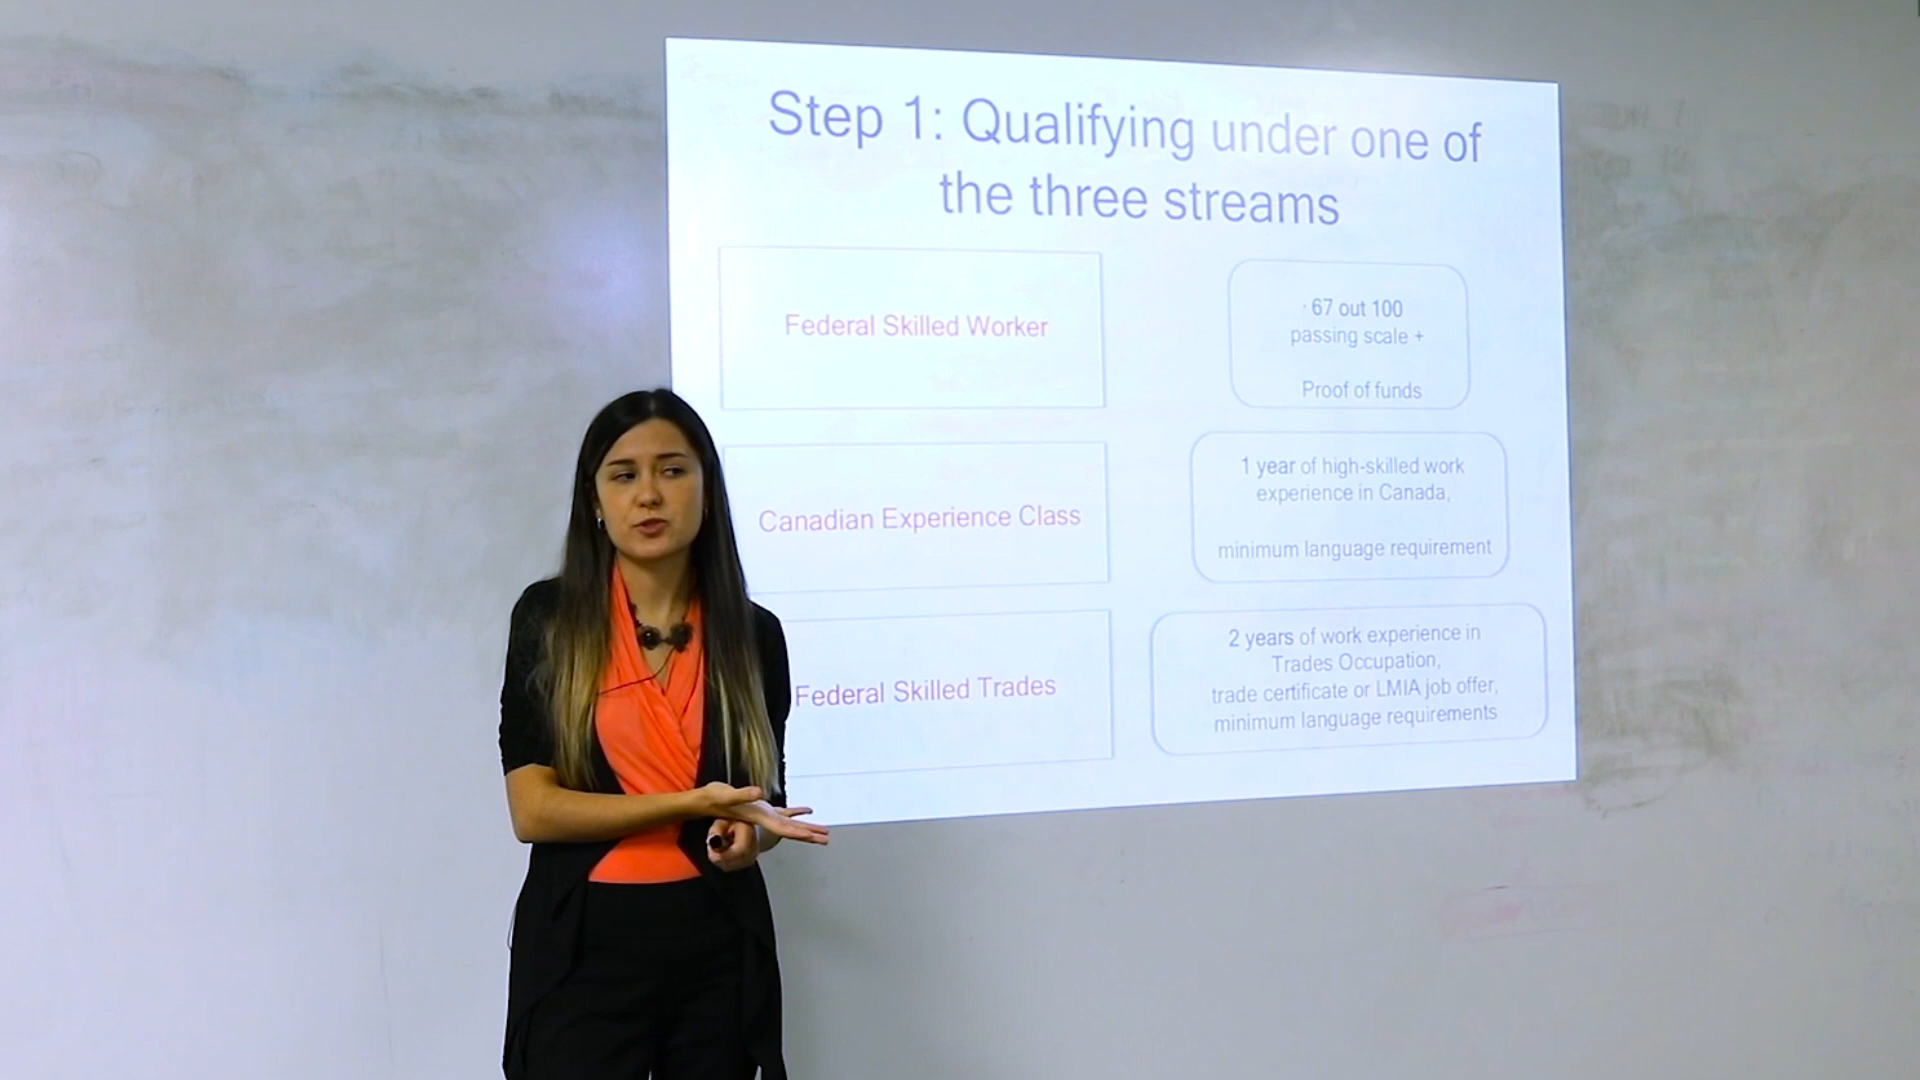 Step 1: Qualifying under one of
the three streams
Federal Skilled Worker
· 67 out 100
passing scale +
Proof of funds
Canadian Experience Class
1 year of high-skilled work
experience in Canada,
minimum language requirement
Federal Skilled Trades
2 years of work experience in
Trades Occupation,
trade certificate or LMIA job offer,
minimum language requirements